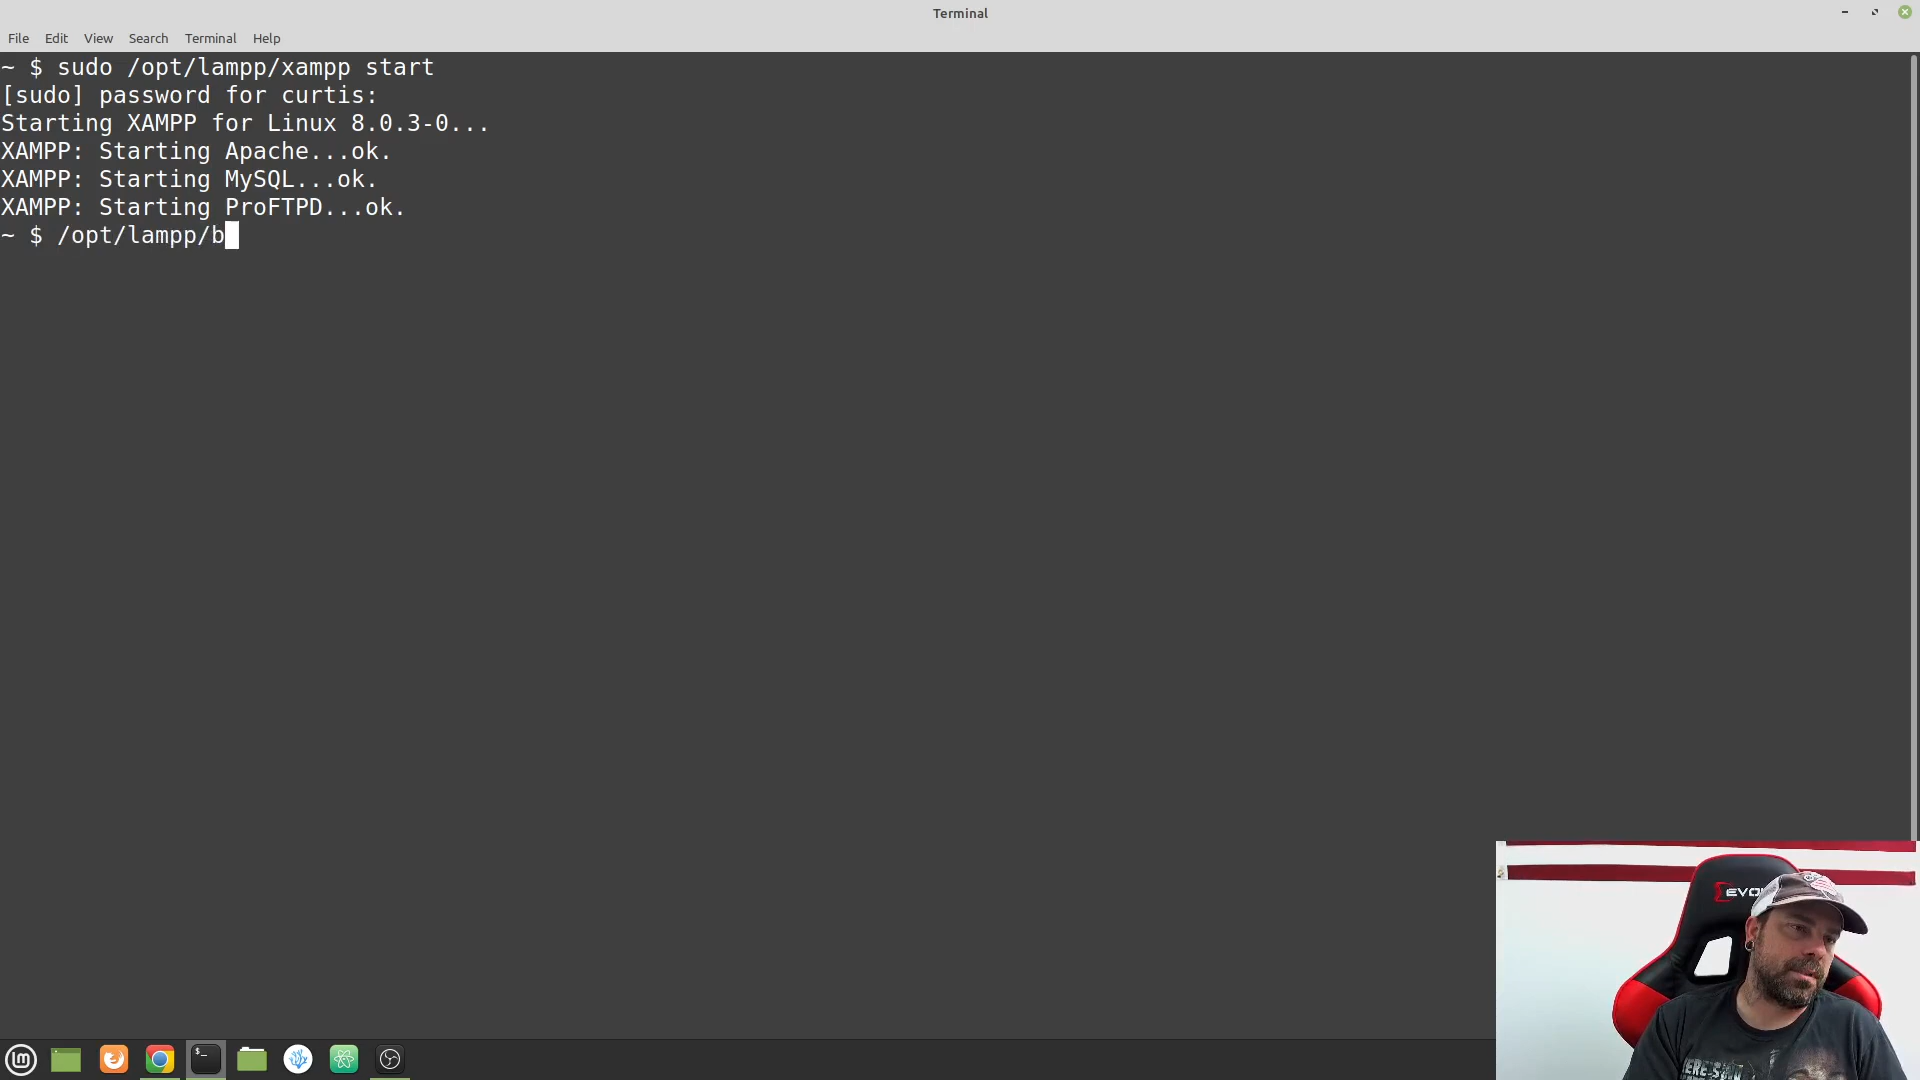 Terminal
File Edit View Search Terminal Help
~ $ sudo /opt/lampp/xampp start
[sudo] password for curtis:
Starting XAMPP for Linux 8.0.3-0...
XAMPP: Starting Apache...ok.
XAMPP: Starting MySQL...ok.
XAMPP: Starting ProFTPD...ok.
~ $ /opt/lampp/b